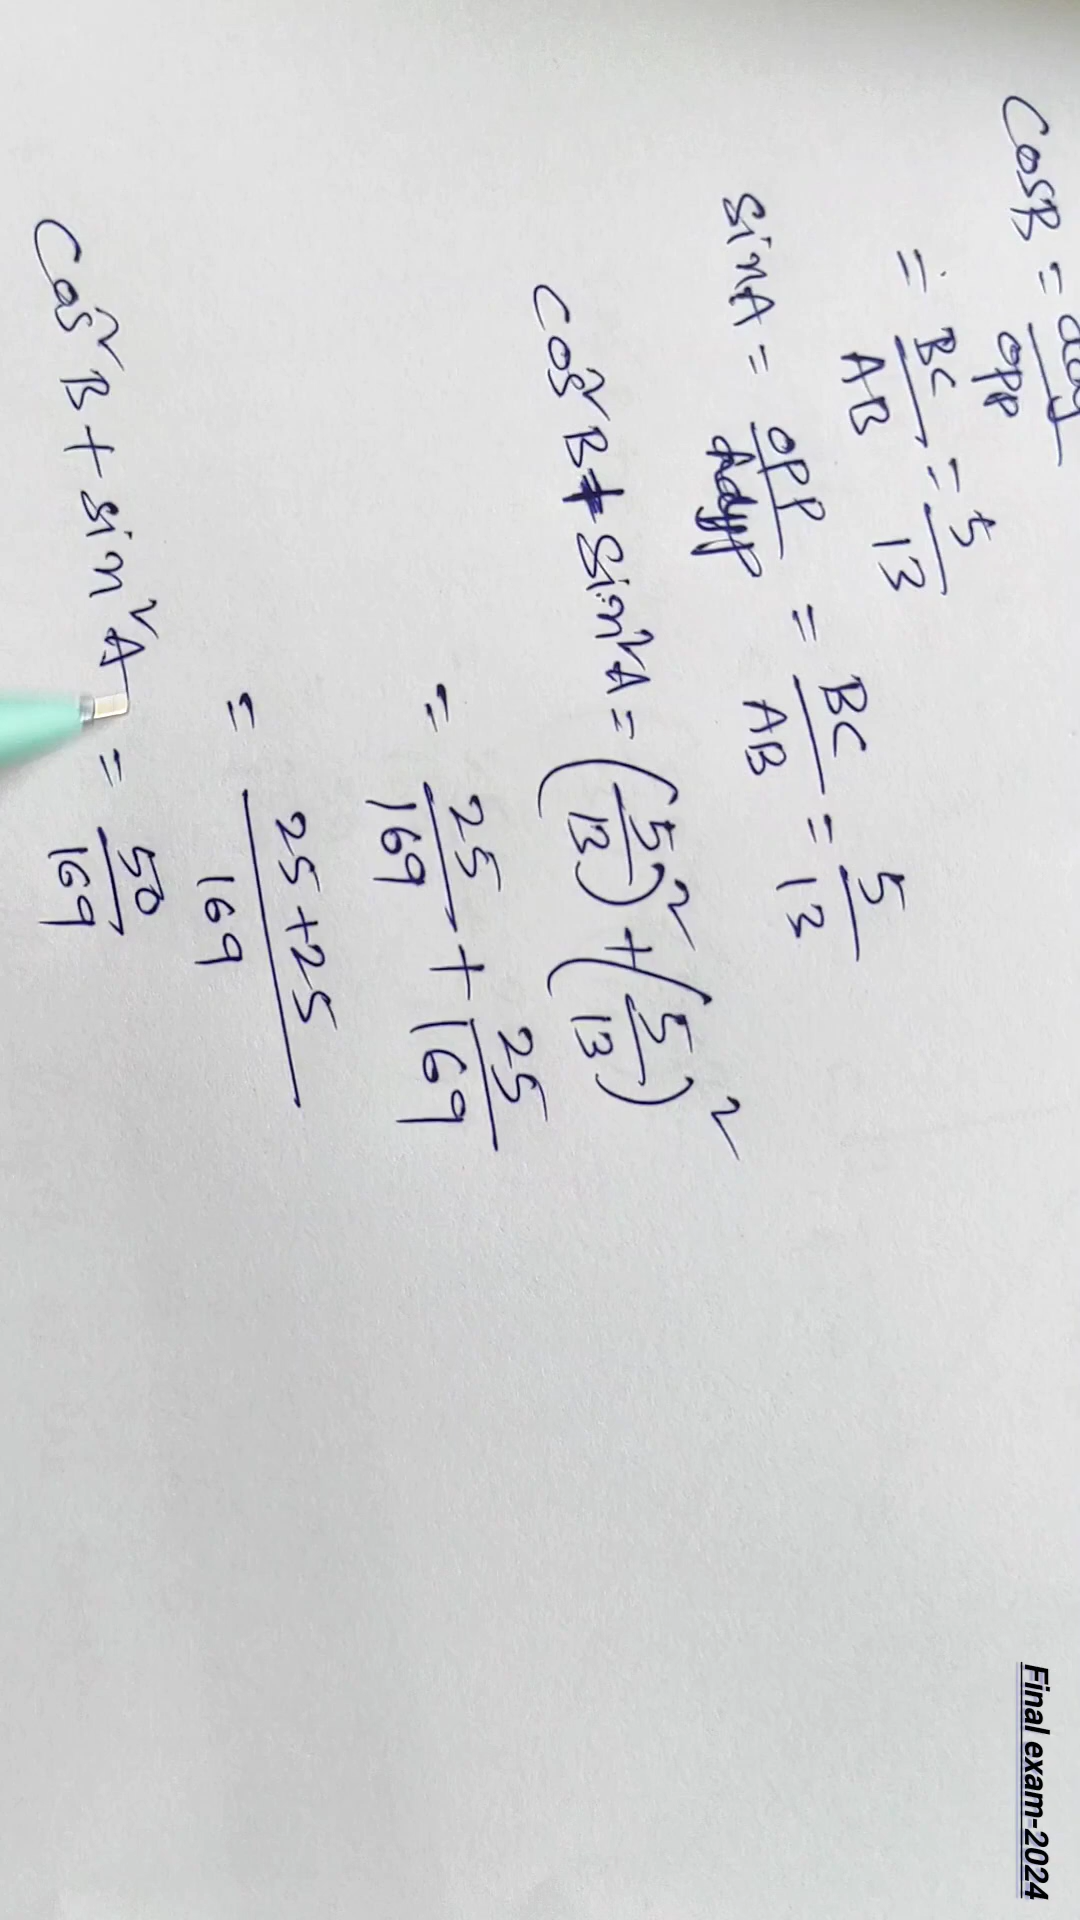 cosB = adj/opp
= BC/AB = 5/13
sinA = opp/hyp = BC/AB = 5/13
cos²B + sin²A = (5/13)² + (5/13)²
= 25/169 + 25/169
= 25+25/169
cos²B + sin²A = 50/169
Final exam-2024